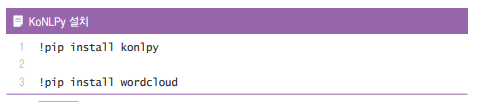 KoNLPy 설치
1 !pip install konlpy
2
3 !pip install wordcloud